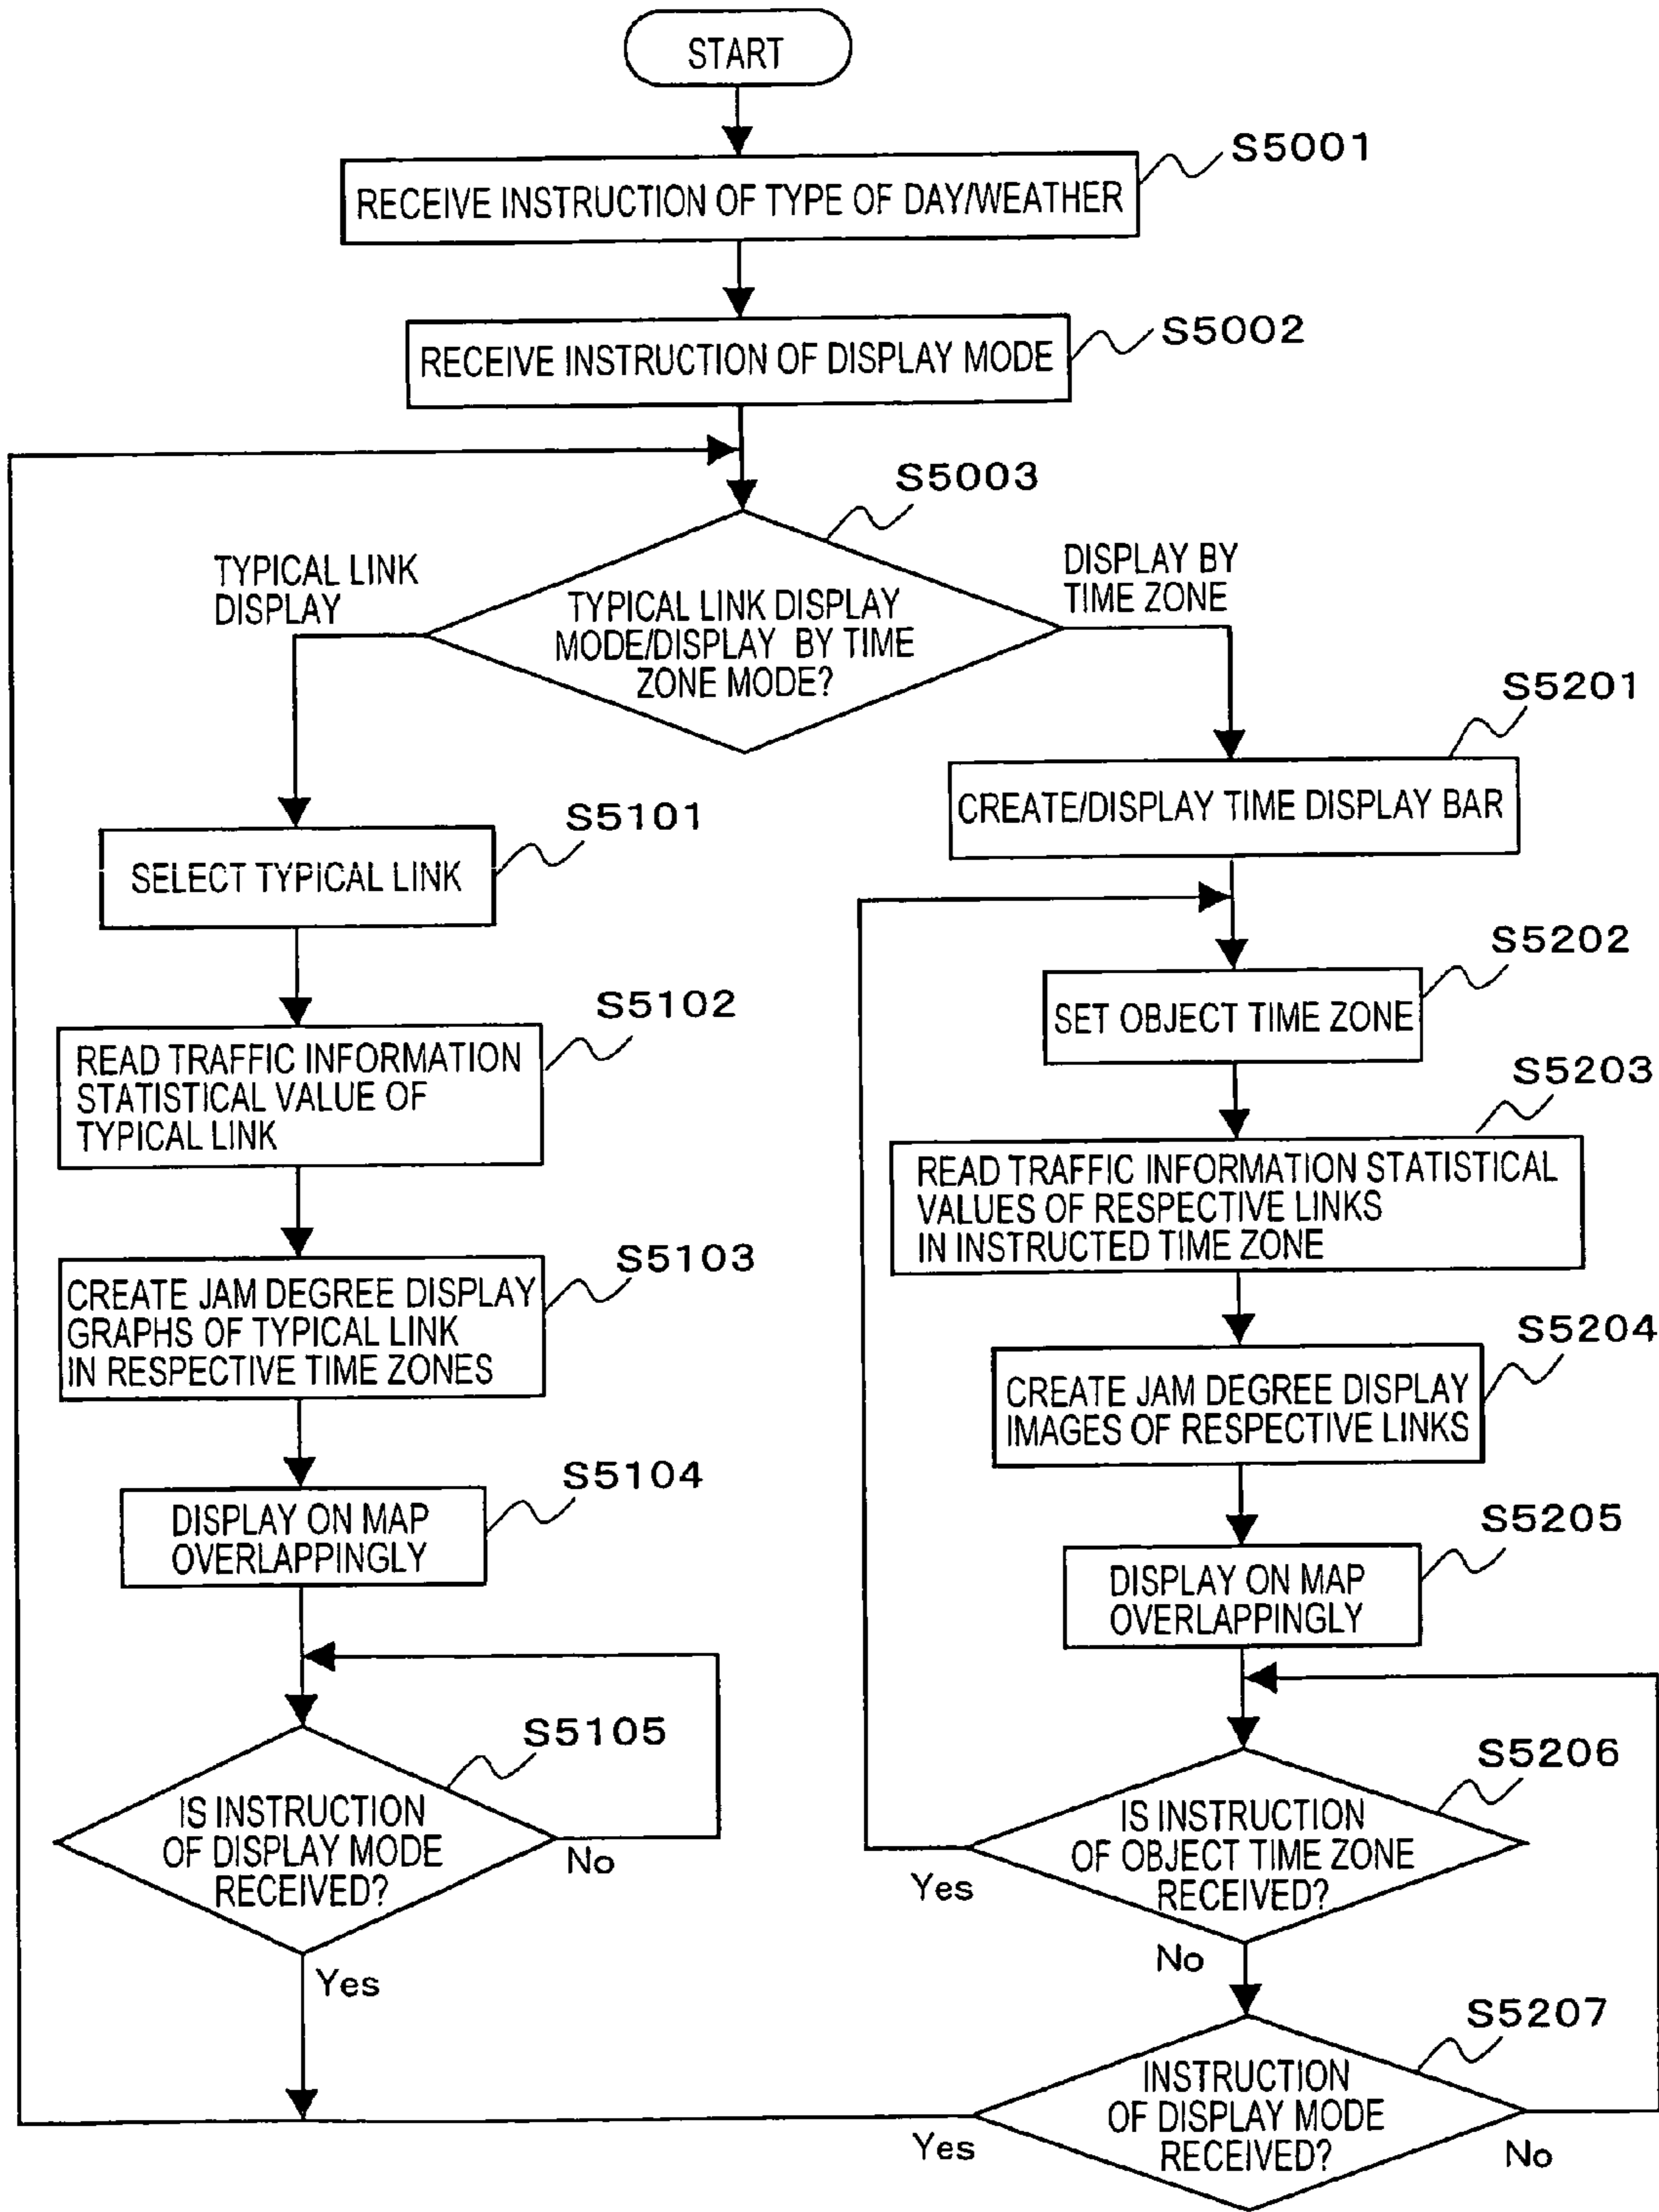 START
S5001
RECEIVE INSTRUCTION OF TYPE OF DAY/WEATHER
S5002
RECEIVE INSTRUCTION OF DISPLAY MODE
S5003
TYPICAL LINK
DISPLAY
DISPLAY BY
TIME ZONE
TYPICAL LINK DISPLAY
MODE/DISPLAY BY TIME
ZONE MODE?
S5101
SELECT TYPICAL LINK
S5102
READ TRAFFIC INFORMATION
STATISTICAL VALUE OF
TYPICAL LINK
S5103
CREATE JAM DEGREE DISPLAY
GRAPHS OF TYPICAL LINK
IN RESPECTIVE TIME ZONES
S5104
DISPLAY ON MAP
OVERLAPPINGLY
S5105
IS INSTRUCTION
OF DISPLAY MODE
RECEIVED?
No
Yes
S5201
CREATE/DISPLAY TIME DISPLAY BAR
S5202
SET OBJECT TIME ZONE
S5203
READ TRAFFIC INFORMATION STATISTICAL
VALUES OF RESPECTIVE LINKS
IN INSTRUCTED TIME ZONE
S5204
CREATE JAM DEGREE DISPLAY
IMAGES OF RESPECTIVE LINKS
S5205
DISPLAY ON MAP
OVERLAPPINGLY
S5206
IS INSTRUCTION
OF OBJECT TIME ZONE
RECEIVED?
Yes
No
S5207
INSTRUCTION
OF DISPLAY MODE
RECEIVED?
Yes
No